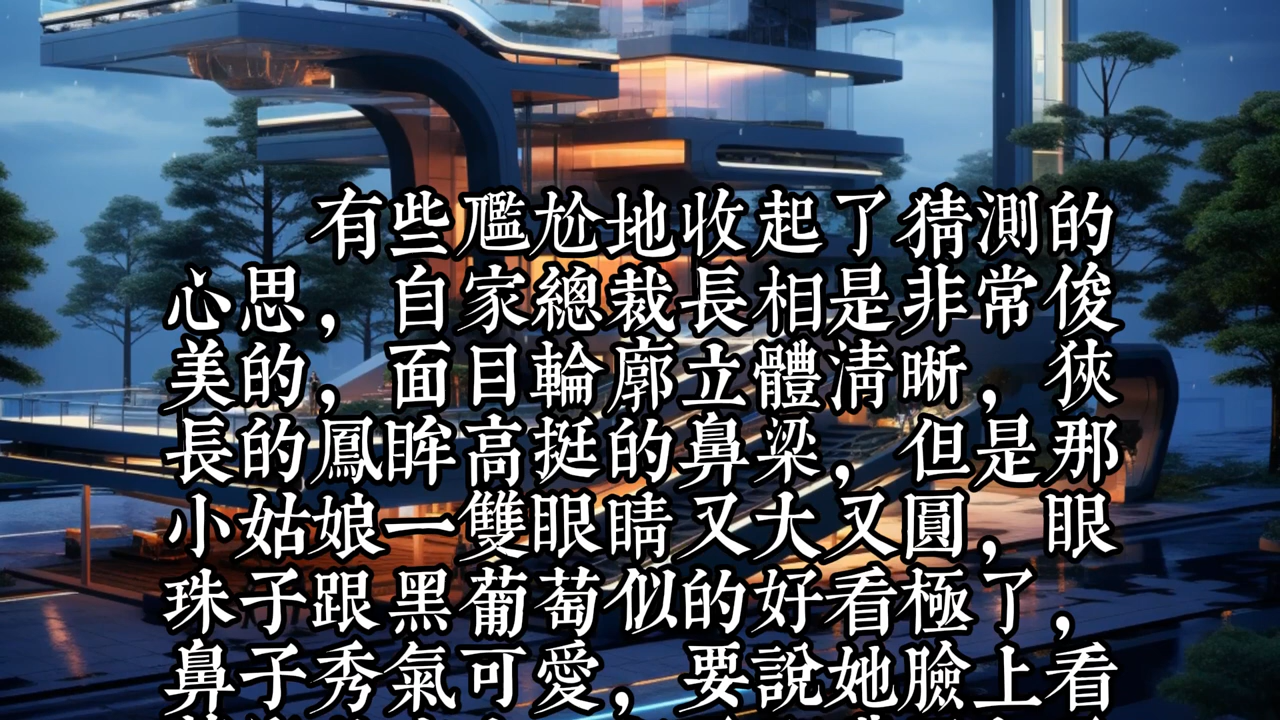 有些尷尬地收起了猜測的
心思，自家總裁長相是非常俊
美的，面目輪廓立體清晰，狹
長的鳳眸高挺的鼻梁，但是那
小姑娘一雙眼睛又大又圓，眼
珠子跟黑葡萄似的好看極了，
鼻子秀氣可愛，要說她臉上看